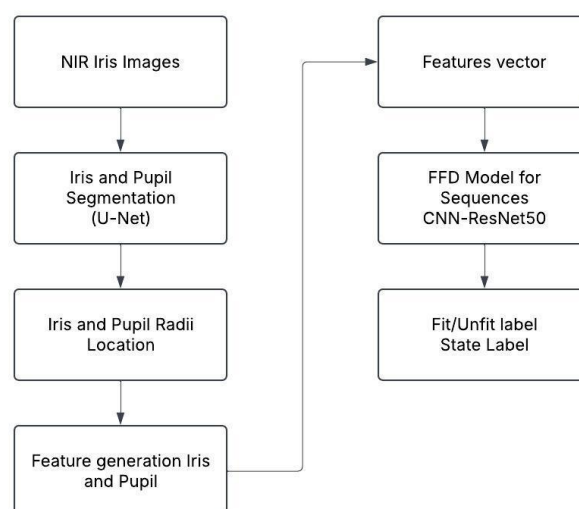 NIR Iris Images
Iris and Pupil
Segmentation
(U-Net)
Iris and Pupil Radii
Location
Feature generation Iris
and Pupil
Features vector
FFD Model for
Sequences
CNN-ResNet50
Fit/Unfit label
State Label